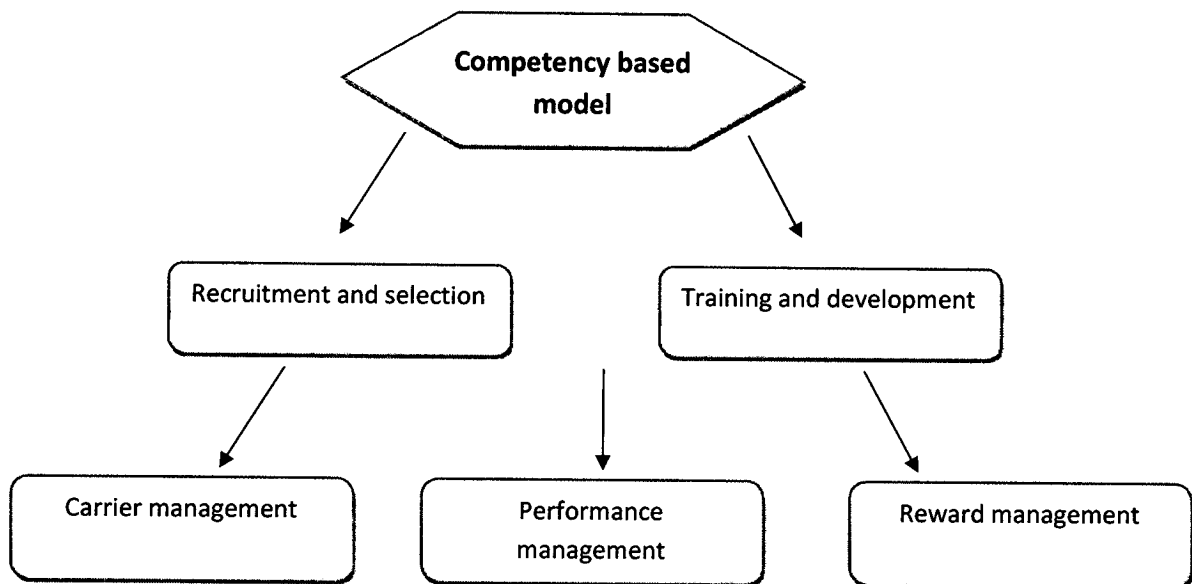 Competency based
model
Recruitment and selection
Training and development
Carrier management
Performance
management
Reward management